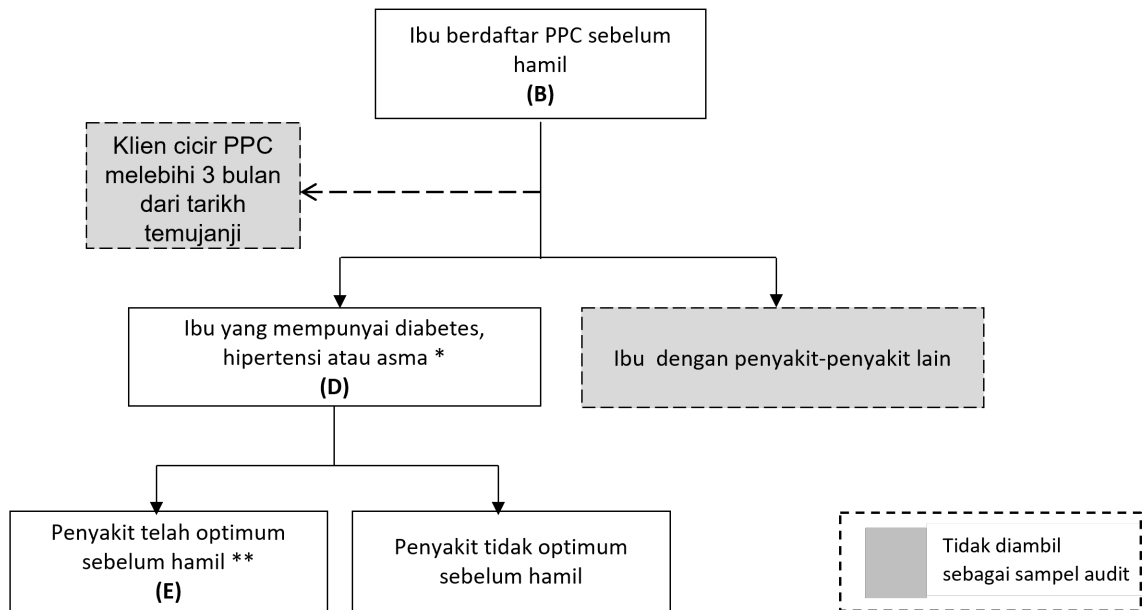 Ibu berdaftar PPC sebelum
hamil
(B)
Klien cicir PPC
melebihi 3 bulan
dari tarikh
temujanji
Ibu yang mempunyai diabetes,
hipertensi atau asma *
(D)
Ibu dengan penyakit-penyakit lain
Penyakit telah optimum
sebelum hamil **
(E)
Penyakit tidak optimum
sebelum hamil
Tidak diambil
sebagai sampel audit